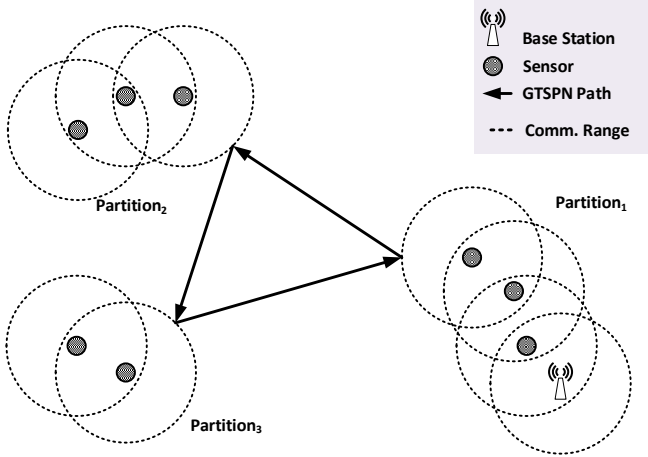 Base Station
Sensor
GTSPN Path
Comm. Range
Partition₂
Partition₁
Partition₃